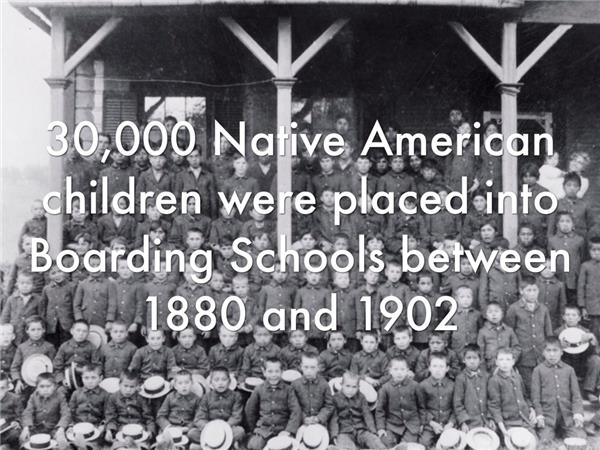 30,000 Native American
children were placed into
Boarding Schools between
1880 and 1902